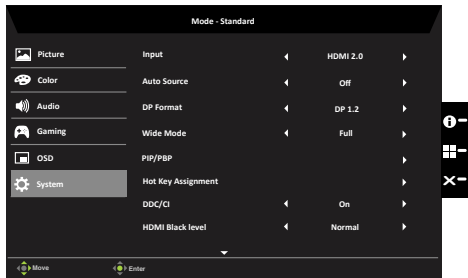 Mode - Standard
Picture
Color
Audio
Gaming
OSD
System
Input HDMI 2.0
Auto Source Off
DP Format DP 1.2
Wide Mode Full
PIP/PBP
Hot Key Assignment
DDC/CI On
HDMI Black level Normal
Move Enter